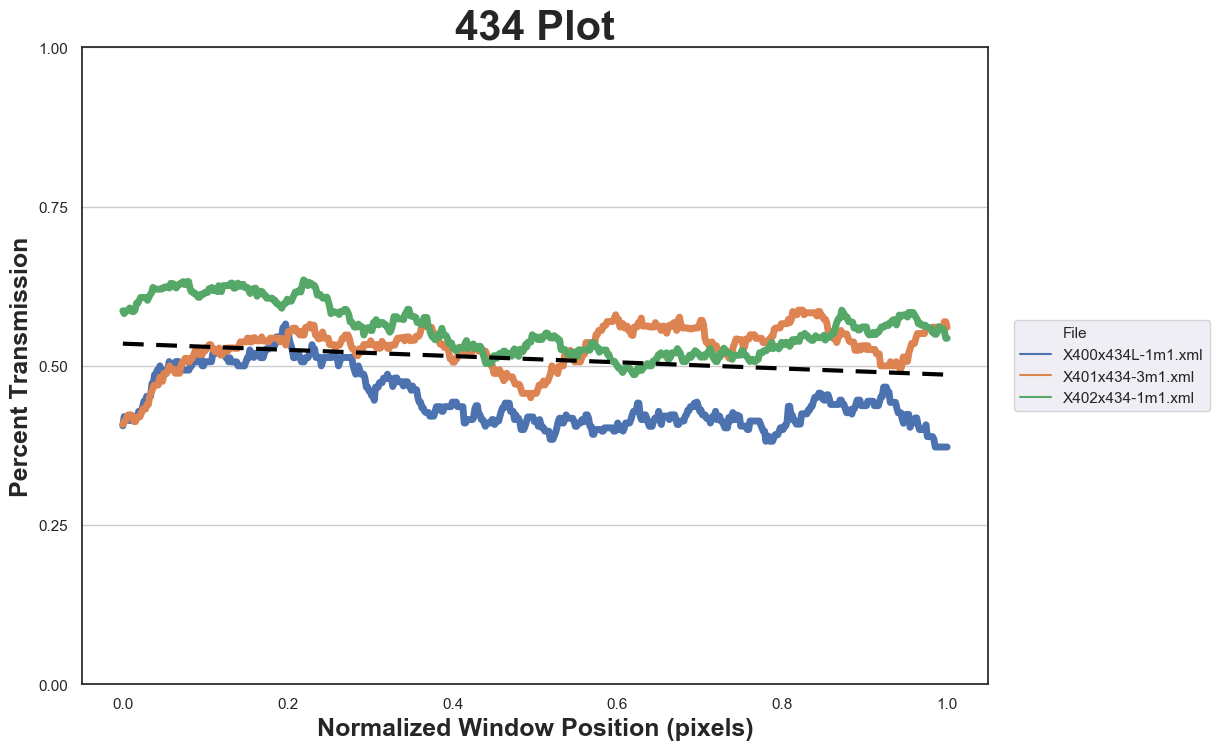 434 Plot
1.00
0.75
0.50
0.25
0.00
Percent Transmission
0.0 0.2 0.4 0.6 0.8 1.0
Normalized Window Position (pixels)
File
X400x434L-1m1.xml
X401x434-3m1.xml
X402x434-1m1.xml